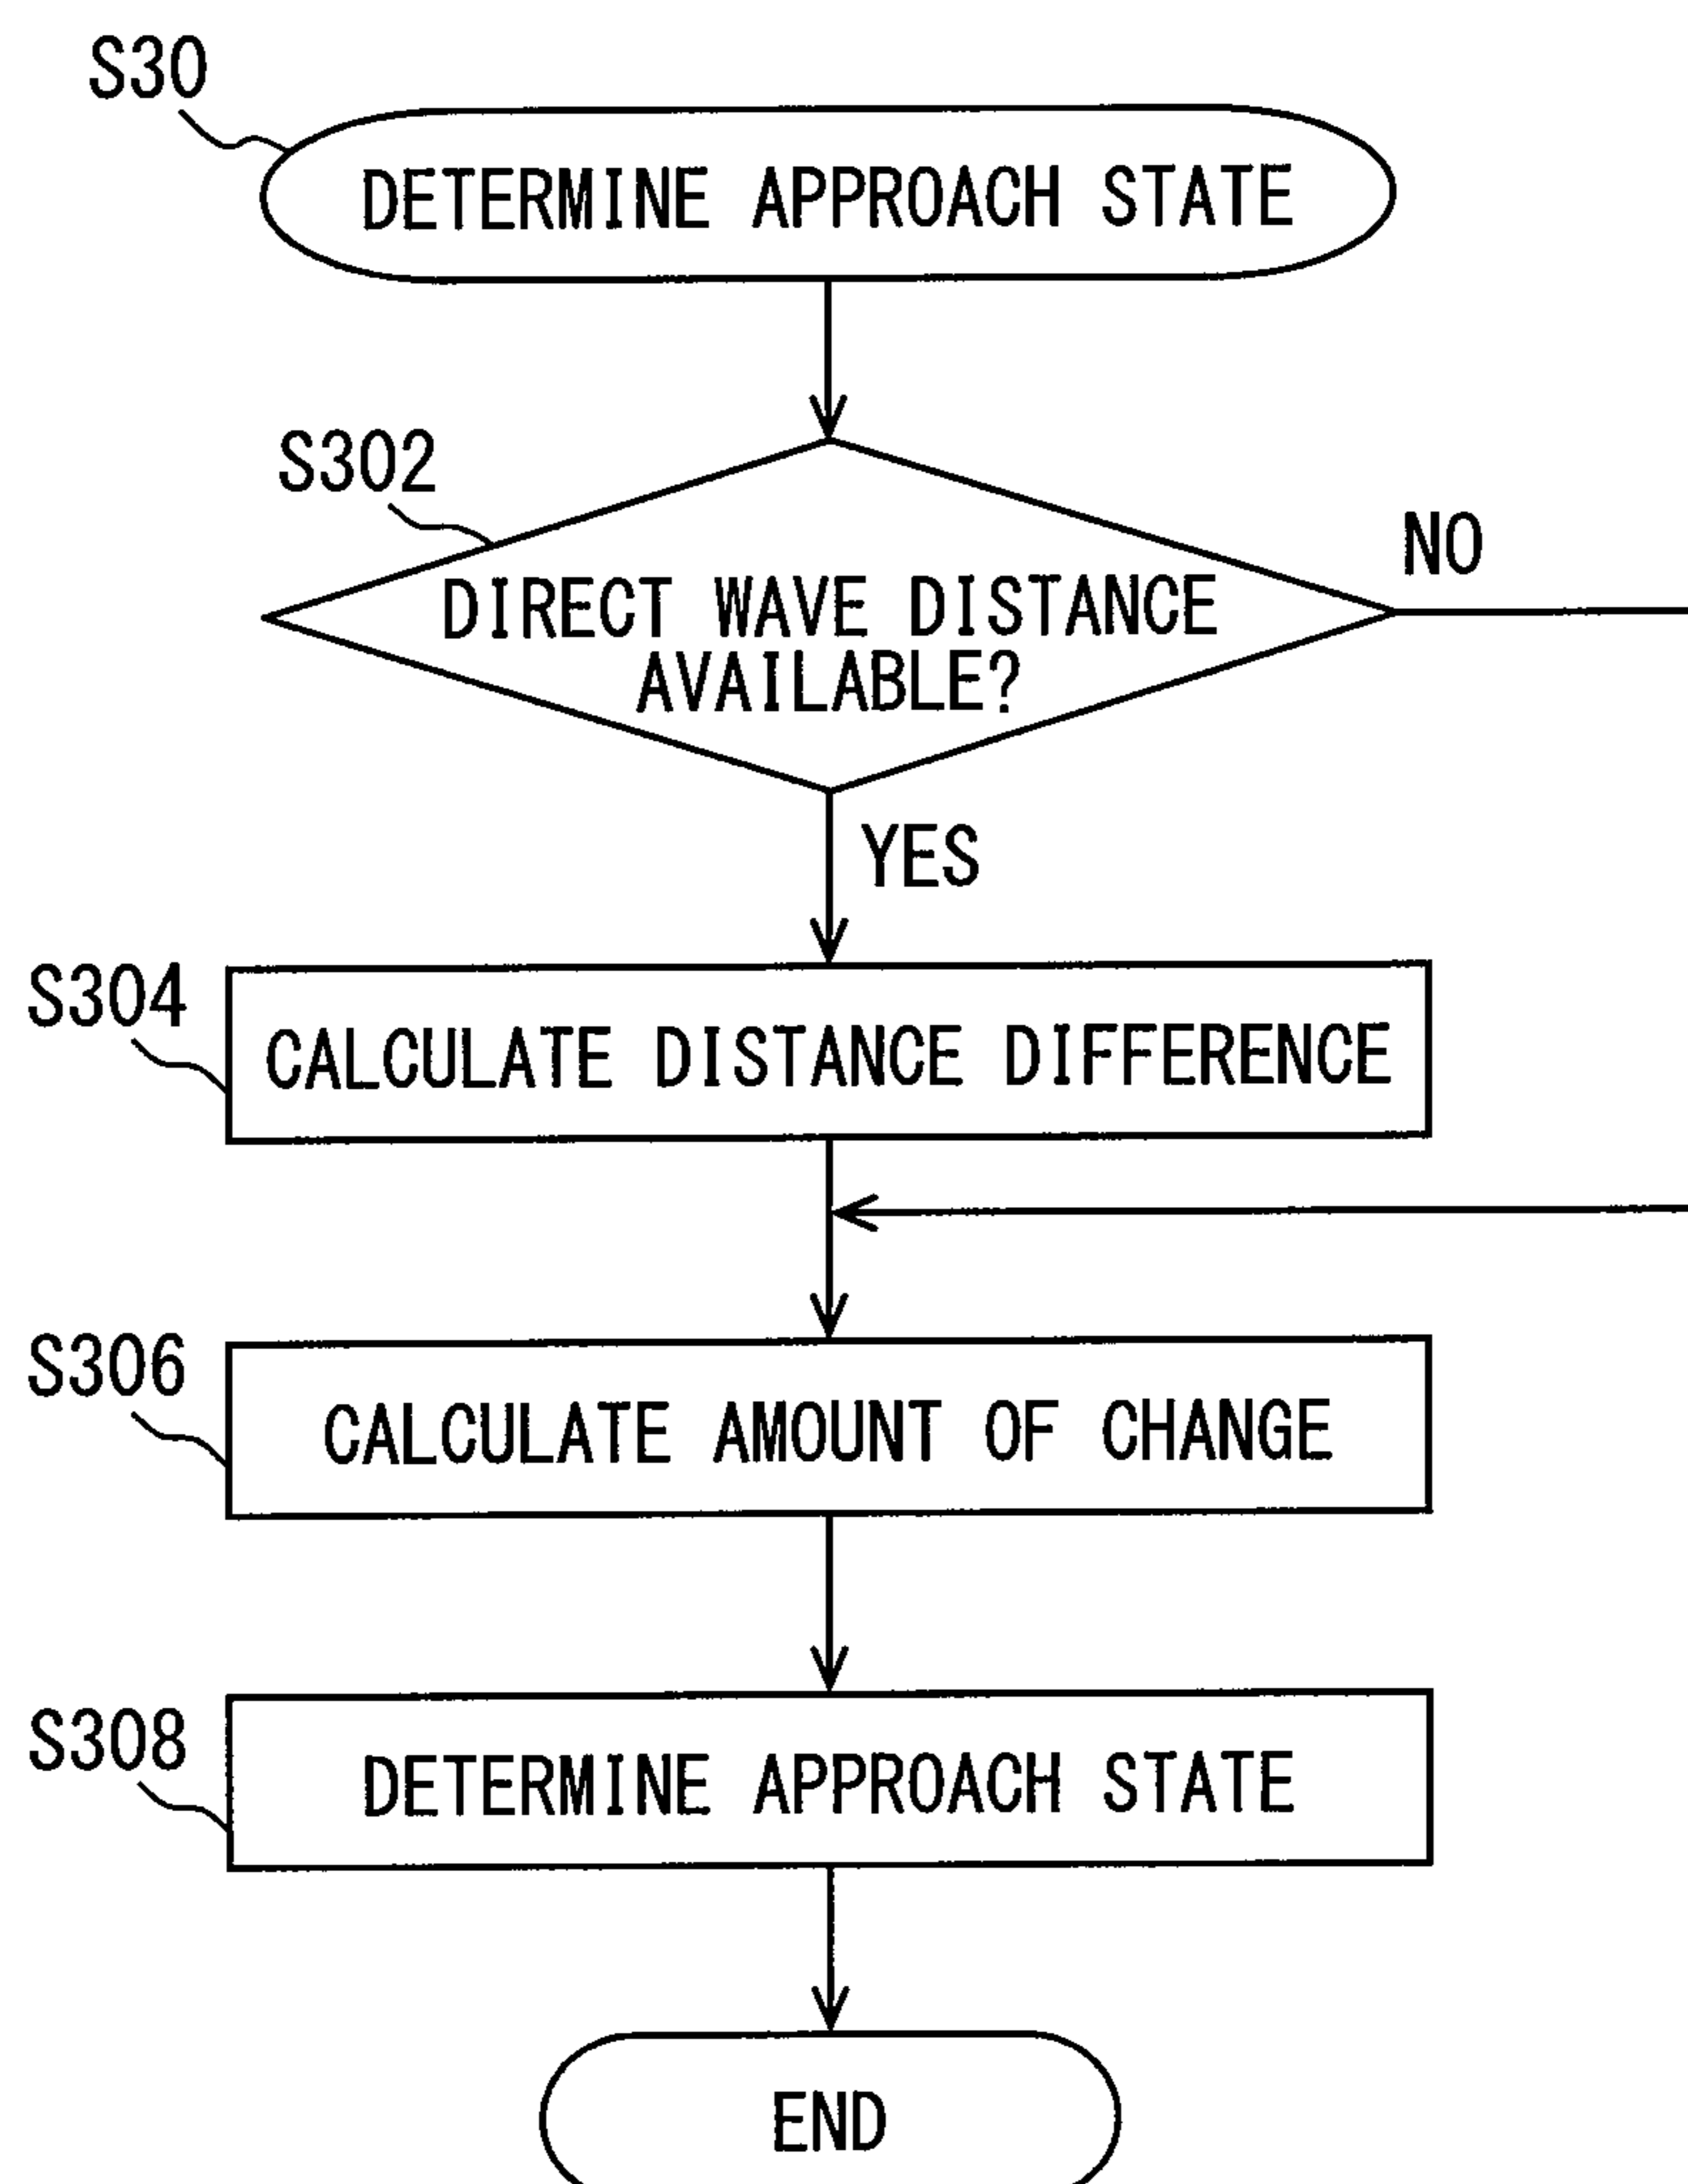 S30
DETERMINE APPROACH STATE
S302
DIRECT WAVE DISTANCE
AVAILABLE?
NO
YES
S304
CALCULATE DISTANCE DIFFERENCE
S306
CALCULATE AMOUNT OF CHANGE
S308
DETERMINE APPROACH STATE
END